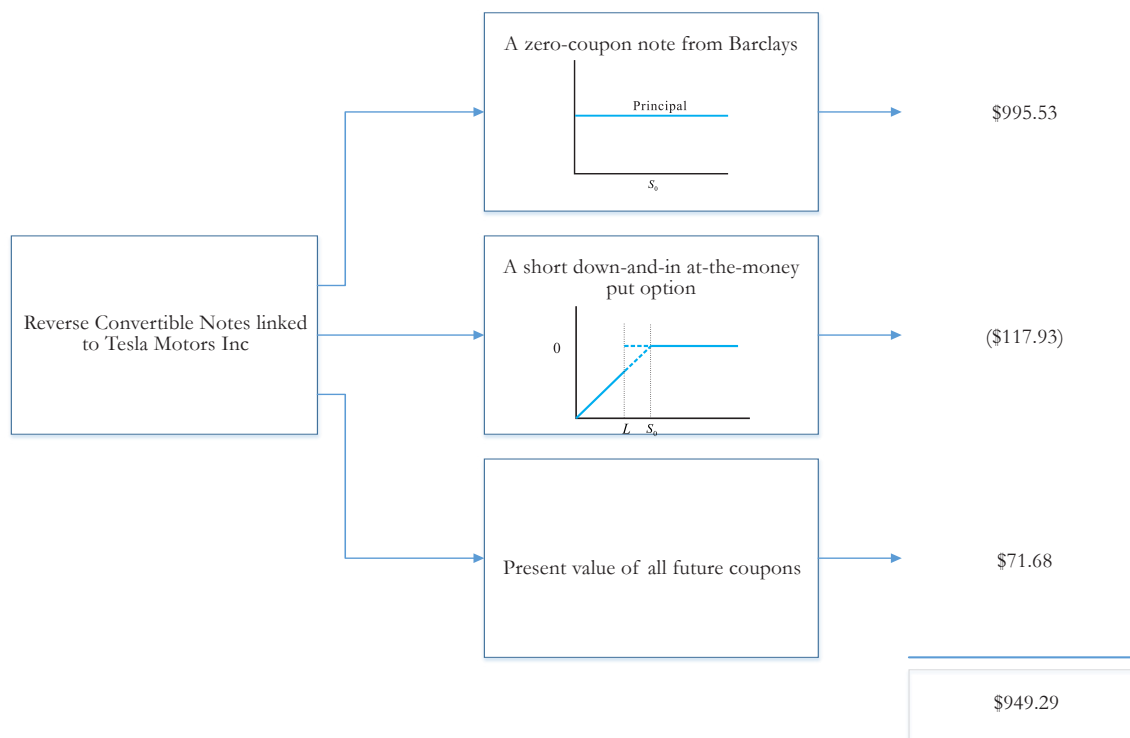 A zero-coupon note from Barclays
Principal
S0
$995.53
Reverse Convertible Notes linked
to Tesla Motors Inc
A short down-and-in at-the-money
put option
0
L S0
($117.93)
Present value of all future coupons
$71.68
$949.29